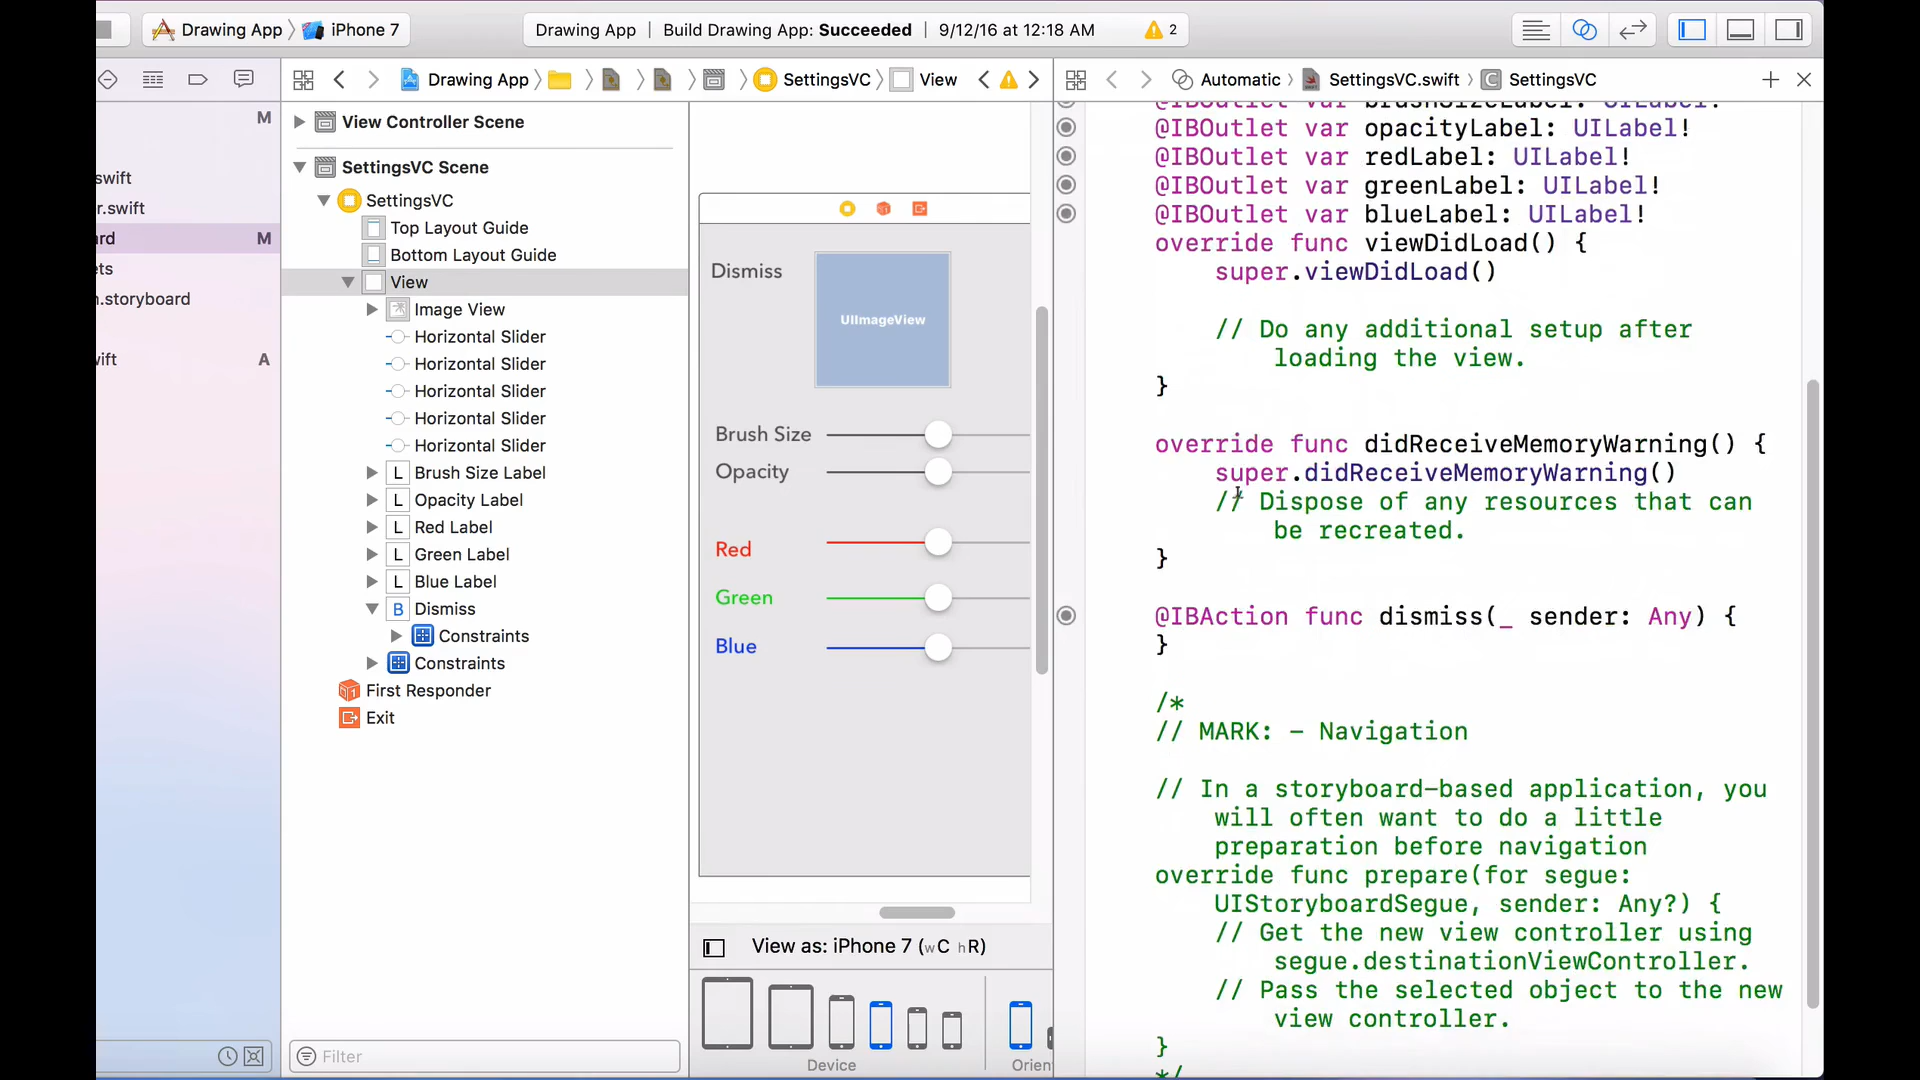 Drawing App
iPhone 7
Drawing App
Build Drawing App: Succeeded
9/12/16 at 12:18 AM
2
Drawing App
SettingsVC
View
Automatic
SettingsVC.swift
SettingsVC
M
swift
r.swift
rd
M
ets
n.storyboard
wift
A
View Controller Scene
SettingsVC Scene
SettingsVC
Top Layout Guide
Bottom Layout Guide
View
Image View
Horizontal Slider
Horizontal Slider
Horizontal Slider
Horizontal Slider
Horizontal Slider
L Brush Size Label
L Opacity Label
L Red Label
L Green Label
L Blue Label
B Dismiss
Constraints
Constraints
First Responder
Exit
Filter
Dismiss
UIImageView
Brush Size
Opacity
Red
Green
Blue
View as: iPhone 7 (wC hR)
Device
Orien
@IBOutlet var brushSizeLabel: UILabel!
@IBOutlet var opacityLabel: UILabel!
@IBOutlet var redLabel: UILabel!
@IBOutlet var greenLabel: UILabel!
@IBOutlet var blueLabel: UILabel!
override func viewDidLoad() {
super.viewDidLoad()
// Do any additional setup after
loading the view.
}
override func didReceiveMemoryWarning() {
super.didReceiveMemoryWarning()
// Dispose of any resources that can
be recreated.
}
@IBAction func dismiss(_ sender: Any) {
}
/*
// MARK: - Navigation
// In a storyboard-based application, you
will often want to do a little
preparation before navigation
override func prepare(for segue:
UIStoryboardSegue, sender: Any?) {
// Get the new view controller using
segue.destinationViewController.
// Pass the selected object to the new
view controller.
}
*/